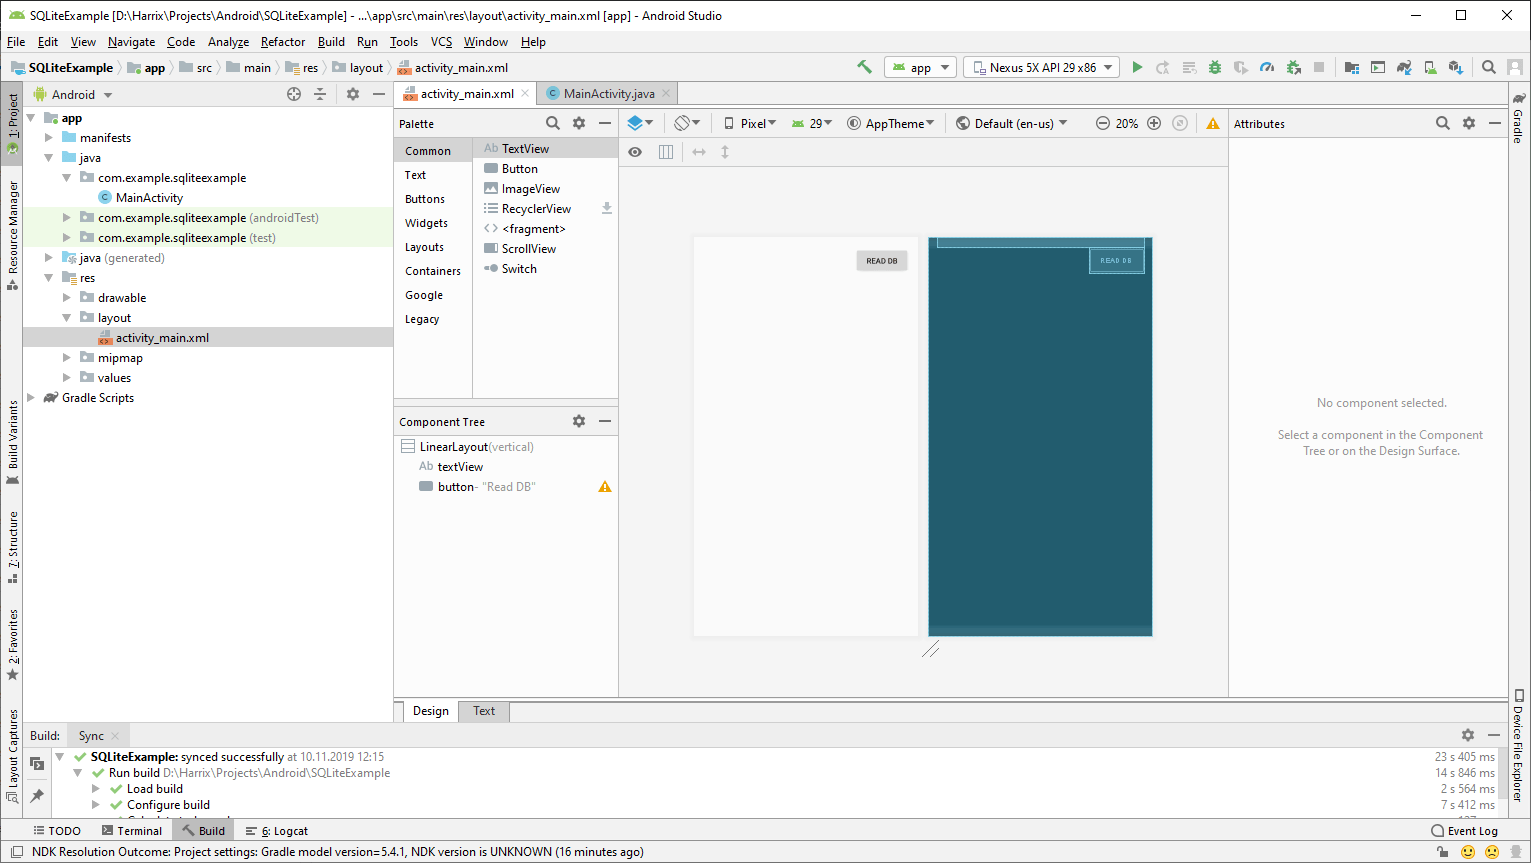 SQLiteExample [D:\Harrix\Projects\Android\SQLiteExample] - ...\app\src\main\res\layout\activity_main.xml [app] - Android Studio
File Edit View Navigate Code Analyze Refactor Build Run Tools VCS Window Help
SQLiteExample app src main res layout activity_main.xml
app Nexus 5X API 29 x86
1: Project
Resource Manager
Build Variants
7: Structure
2: Favorites
Layout Captures
Android
app
manifests
java
com.example.sqliteexample
MainActivity
com.example.sqliteexample (androidTest)
com.example.sqliteexample (test)
java (generated)
res
drawable
layout
activity_main.xml
mipmap
values
Gradle Scripts
activity_main.xml MainActivity.java
Palette
Common
Text
Buttons
Widgets
Layouts
Containers
Google
Legacy
Ab TextView
Button
ImageView
RecyclerView
<fragment>
ScrollView
Switch
Component Tree
LinearLayout(vertical)
Ab textView
button- "Read DB"
Pixel 29 AppTheme Default (en-us) 20%
READ DB
READ DB
Attributes
No component selected.
Select a component in the Component
Tree or on the Design Surface.
Gradle
Device File Explorer
Design Text
Build: Sync
SQLiteExample: synced successfully at 10.11.2019 12:15 23 s 405 ms
Run build D:\Harrix\Projects\Android\SQLiteExample 14 s 846 ms
Load build 2 s 564 ms
Configure build 7 s 412 ms
TODO Terminal Build 6: Logcat Event Log
NDK Resolution Outcome: Project settings: Gradle model version=5.4.1, NDK version is UNKNOWN (16 minutes ago)